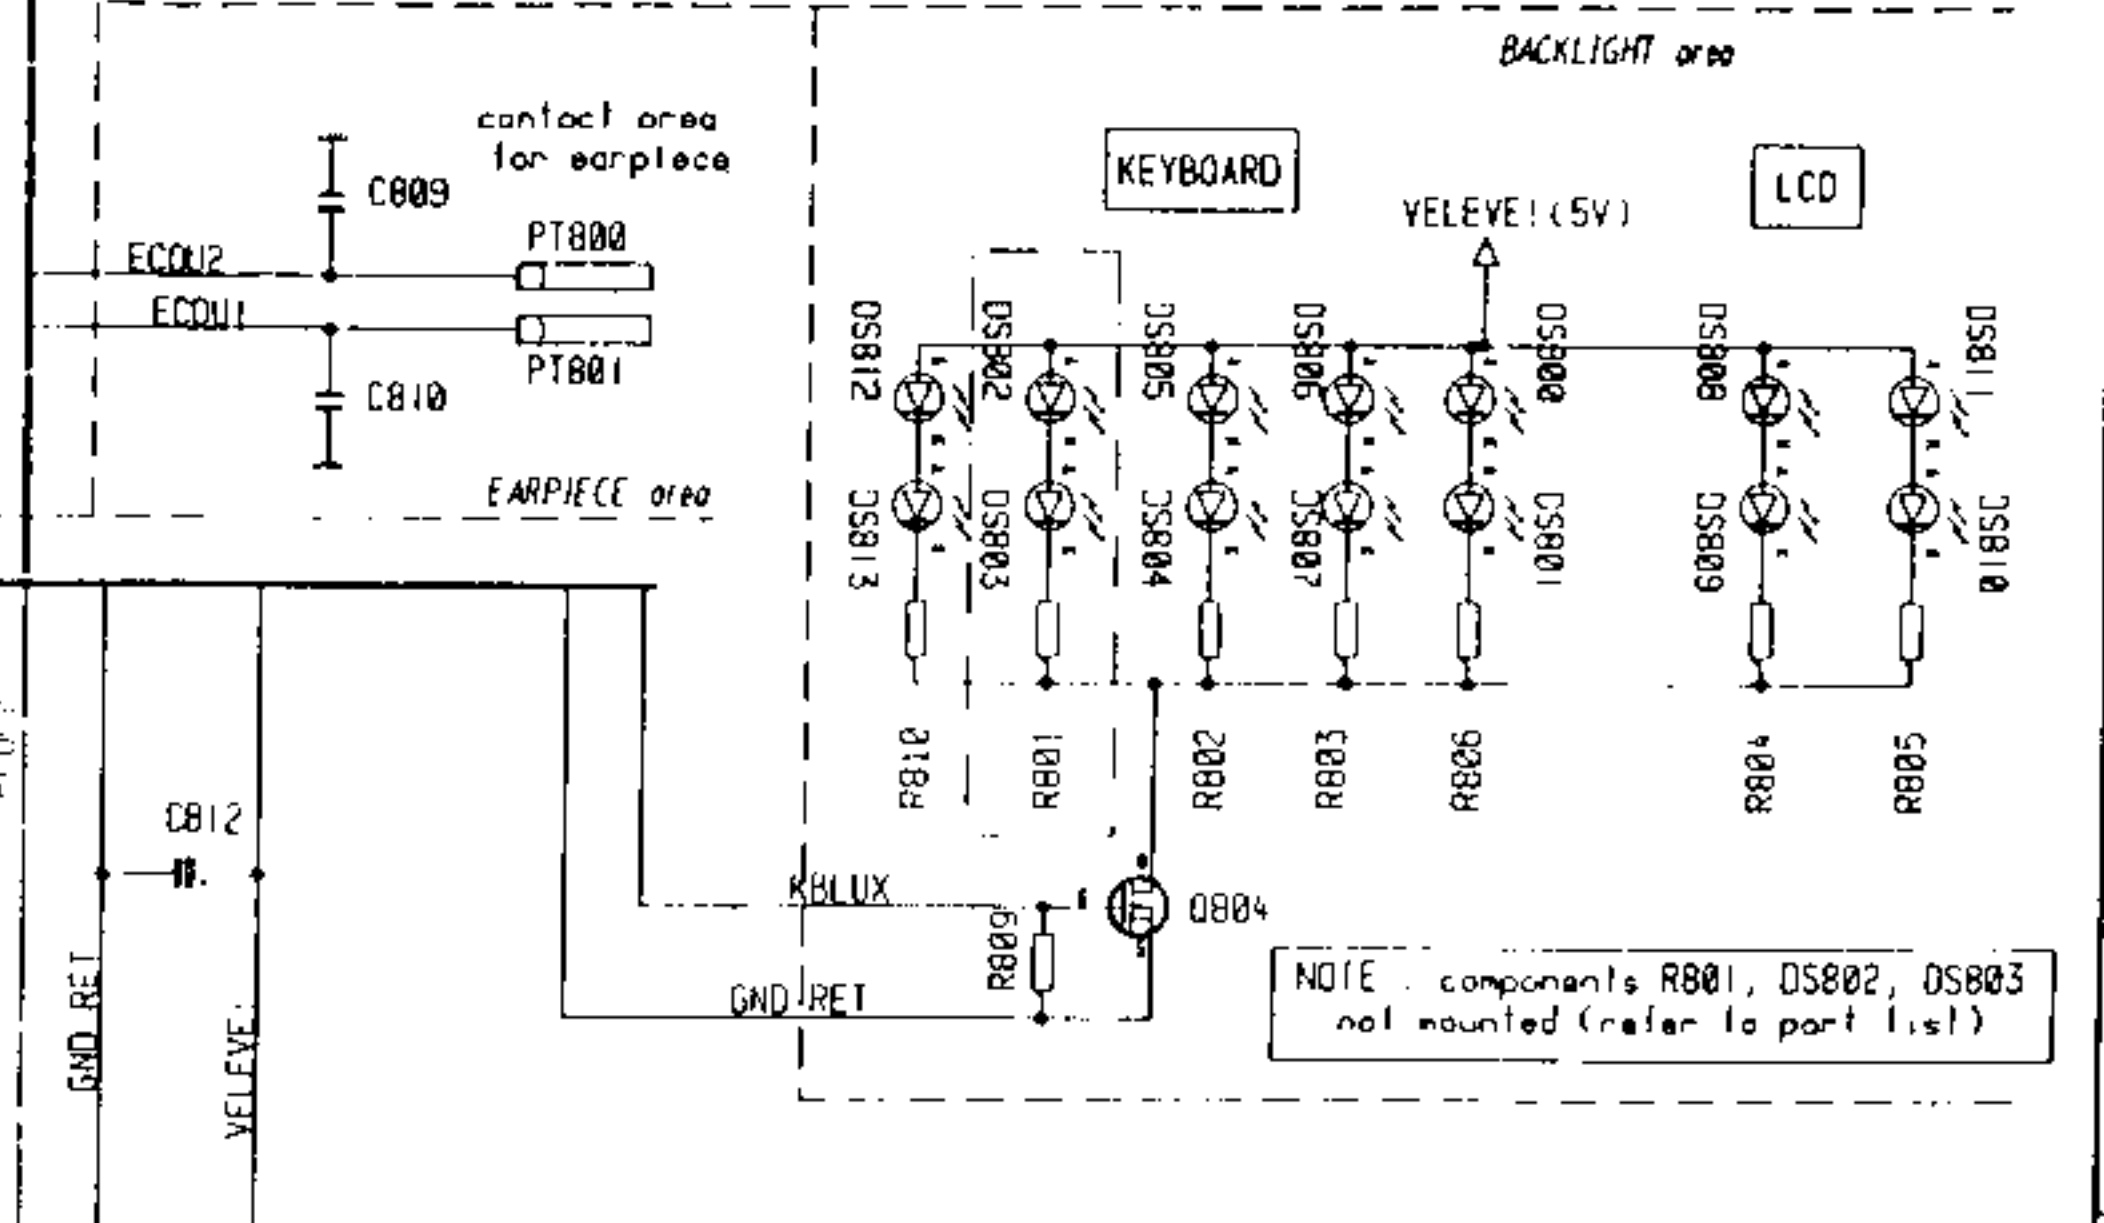 BACKLIGHT area
contact area
for earpiece
KEYBOARD
LCD
C809
VELEVE!(5V)
PT800
ECOU2
ECOU1
PT801
C810
DS812
DS802
DS805
DS806
DS800
DS808
DS811
EARPIECE area
DS813
DS803
DS804
DS807
DS801
DS809
DS810
R810
R801
R802
R803
R806
R804
R805
C812
KBLUX
Q804
R809
GND RET
GND RET
VELEVE!
NOTE : components R801, DS802, DS803
not mounted (refer to part list)